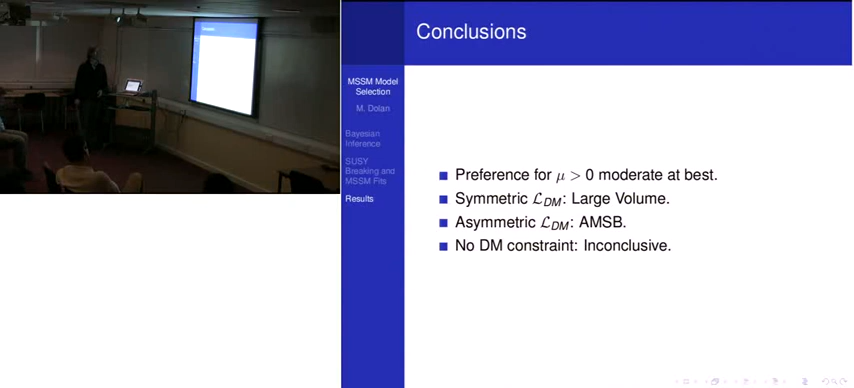 Conclusions
MSSM Model
Selection
M. Dolan
Bayesian
Inference
SUSY
Breaking and
MSSM Fits
Results
Preference for μ > 0 moderate at best.
Symmetric ℒ_DM: Large Volume.
Asymmetric ℒ_DM: AMSB.
No DM constraint: Inconclusive.